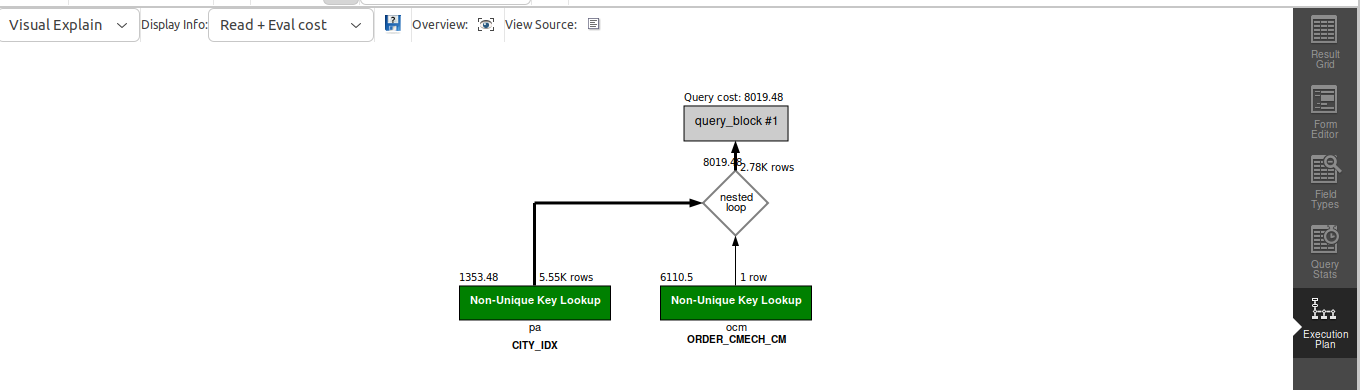 Visual Explain
Display Info:
Read + Eval cost
Overview:
View Source:
Query cost: 8019.48
query_block #1
8019.48
2.78K rows
nested
loop
1353.48
5.55K rows
6110.5
1 row
Non-Unique Key Lookup
Non-Unique Key Lookup
pa
ocm
CITY_IDX
ORDER_CMECH_CM
Result
Grid
Form
Editor
Field
Types
Query
Stats
Execution
Plan